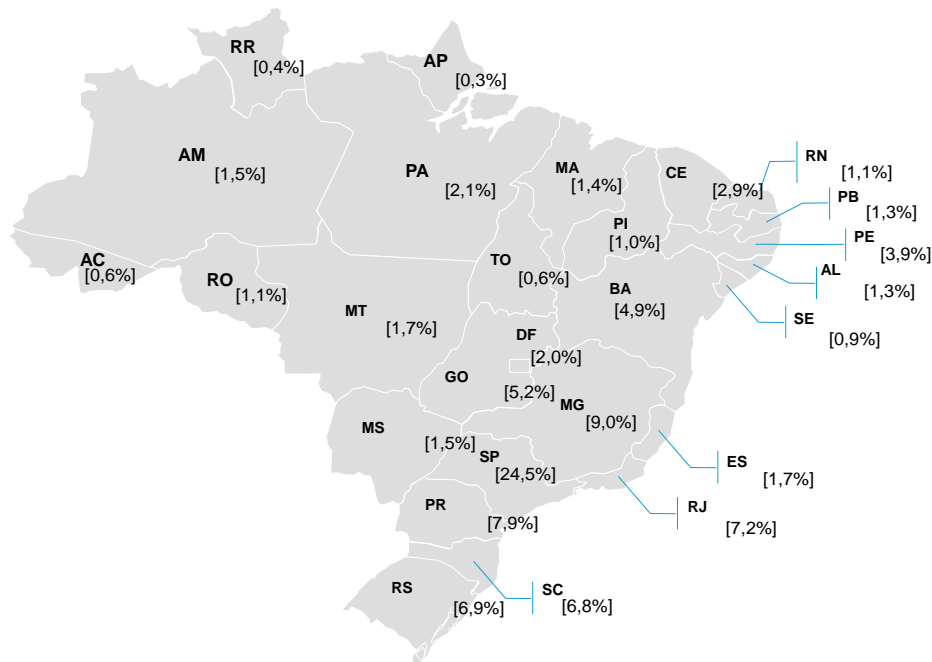 RR
[0,4%]
AP
[0,3%]
AM
[1,5%]
PA
[2,1%]
MA
[1,4%]
CE
[2,9%]
RN
[1,1%]
PB
[1,3%]
PI
[1,0%]
PE
[3,9%]
AC
[0,6%]
RO
[1,1%]
TO
[0,6%]
AL
[1,3%]
BA
[4,9%]
SE
[0,9%]
MT
[1,7%]
DF
[2,0%]
GO
[5,2%]
MG
[9,0%]
MS
[1,5%]
SP
[24,5%]
ES
[1,7%]
RJ
[7,2%]
PR
[7,9%]
RS
[6,9%]
SC
[6,8%]